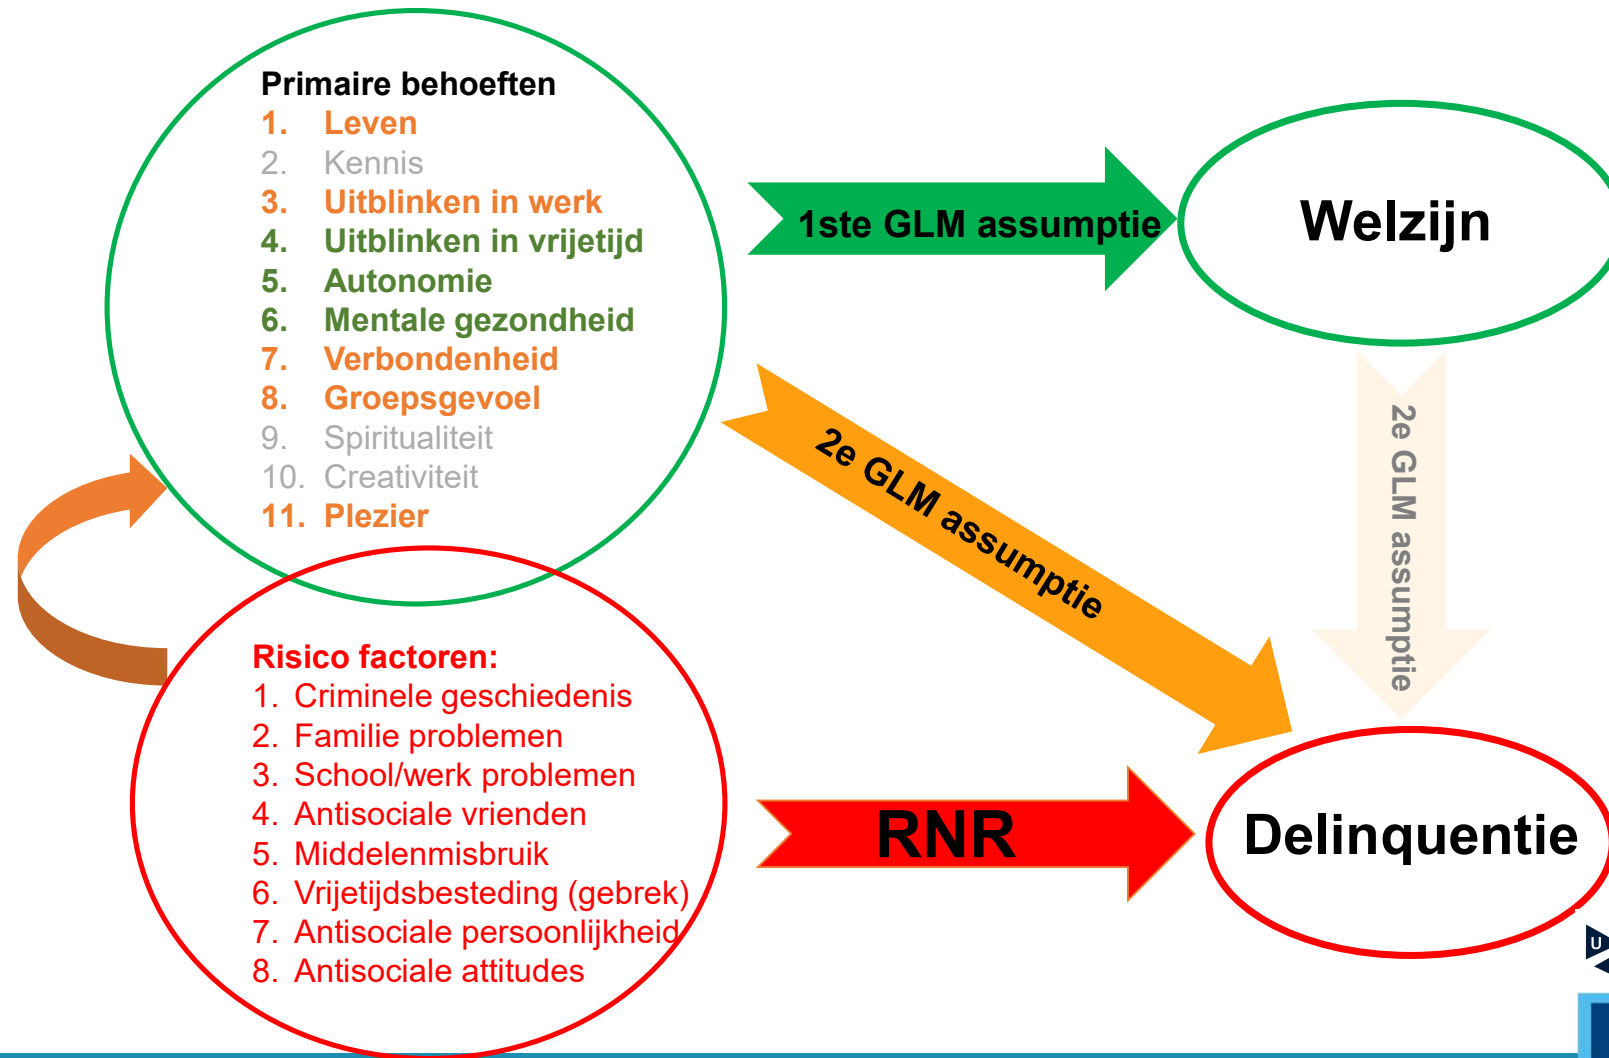 Primaire behoeften
1. Leven
2. Kennis
3. Uitblinken in werk
4. Uitblinken in vrijetijd
5. Autonomie
6. Mentale gezondheid
7. Verbondenheid
8. Groepsgevoel
9. Spiritualiteit
10. Creativiteit
11. Plezier
1ste GLM assumptie
Welzijn
2e GLM assumptie
2e GLM assumptie
Risico factoren:
1. Criminele geschiedenis
2. Familie problemen
3. School/werk problemen
4. Antisociale vrienden
5. Middelenmisbruik
6. Vrijetijdsbesteding (gebrek)
7. Antisociale persoonlijkheid
8. Antisociale attitudes
RNR
Delinquentie
U